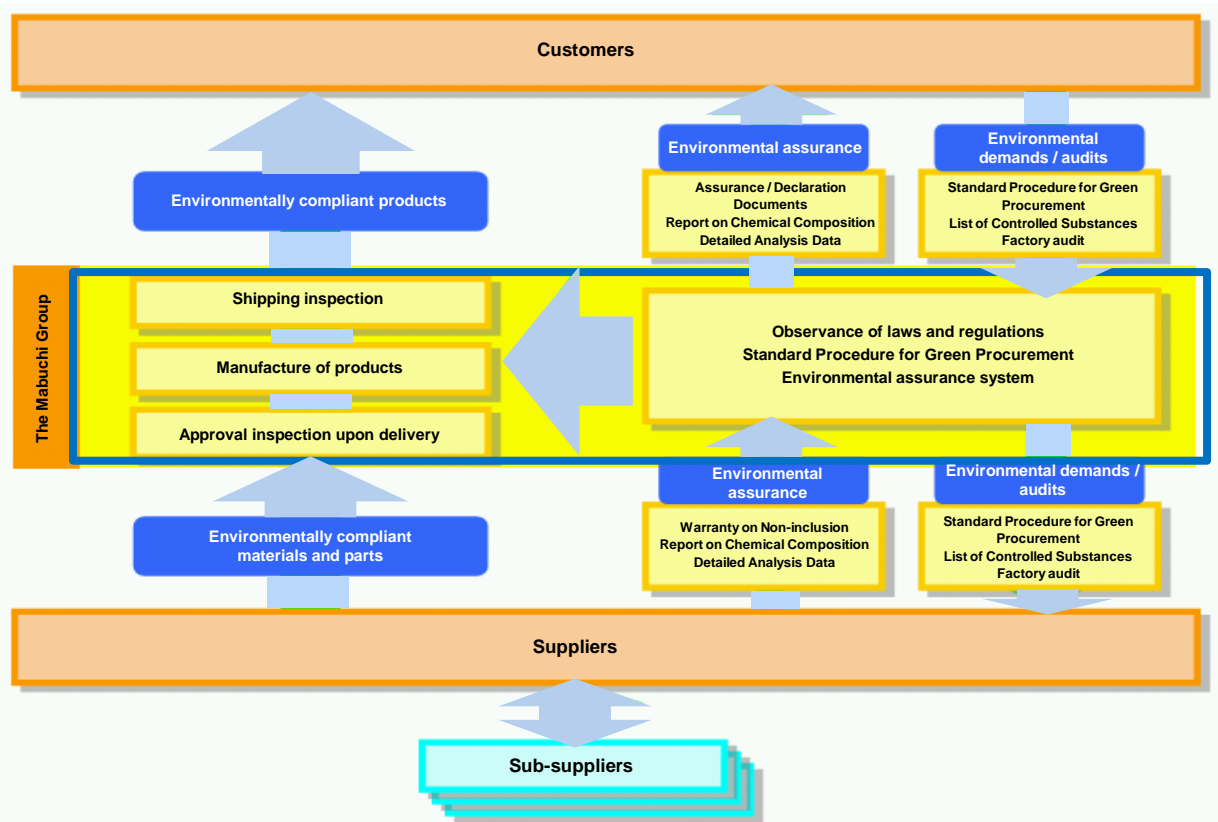 Customers
Environmentally compliant products
Environmental assurance
Assurance / Declaration
Documents
Report on Chemical Composition
Detailed Analysis Data
Environmental
demands / audits
Standard Procedure for Green
Procurement
List of Controlled Substances
Factory audit
The Mabuchi Group
Shipping inspection
Manufacture of products
Approval inspection upon delivery
Observance of laws and regulations
Standard Procedure for Green Procurement
Environmental assurance system
Environmentally compliant
materials and parts
Environmental
assurance
Warranty on Non-inclusion
Report on Chemical Composition
Detailed Analysis Data
Environmental demands /
audits
Standard Procedure for Green
Procurement
List of Controlled Substances
Factory audit
Suppliers
Sub-suppliers